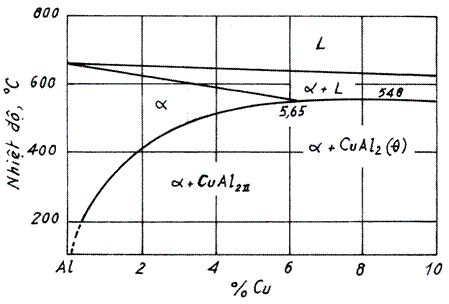 800
600
400
200
Nhiệt độ, °C
L
α + L
548
5,65
α
α + CuAl₂(θ)
α + CuAl₂II
Al 2 4 6 8 10
% Cu